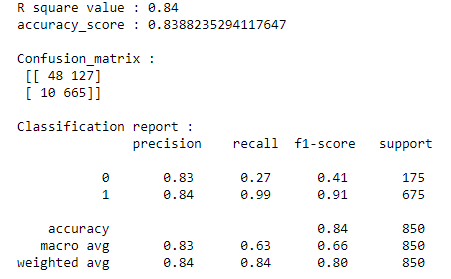 R square value : 0.84
accuracy_score : 0.8388235294117647
Confusion_matrix :
[[ 48 127]
[ 10 665]]
Classification report :
precision recall f1-score support
0 0.83 0.27 0.41 175
1 0.84 0.99 0.91 675
accuracy 0.84 850
macro avg 0.83 0.63 0.66 850
weighted avg 0.84 0.84 0.80 850